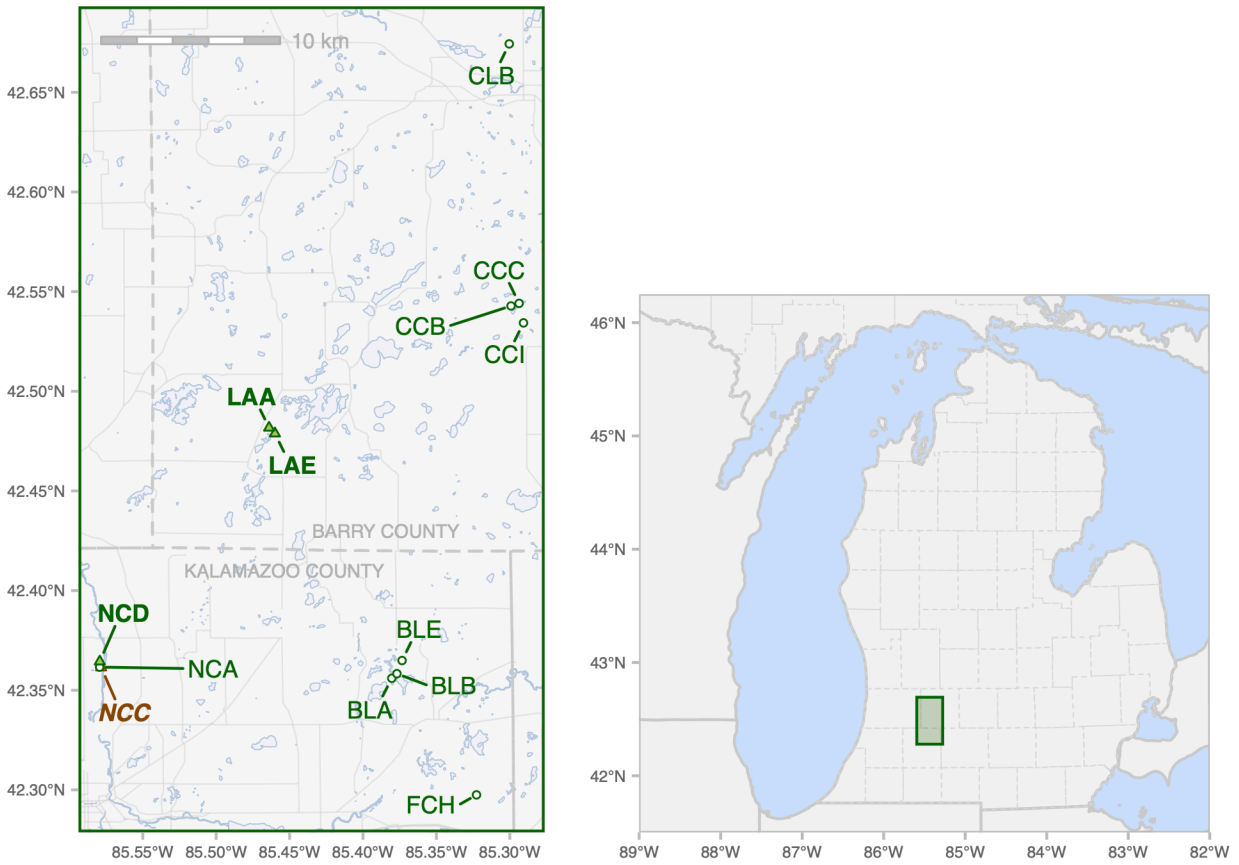 10 km
CLB
42.65°N
42.60°N
CCC
42.55°N
CCB
CCI
42.50°N
LAA
LAE
42.45°N
BARRY COUNTY
KALAMAZOO COUNTY
42.40°N
NCD
BLE
NCA
BLB
42.35°N
BLA
NCC
42.30°N
FCH
85.55°W 85.50°W 85.45°W 85.40°W 85.35°W 85.30°W
46°N
45°N
44°N
43°N
42°N
89°W 88°W 87°W 86°W 85°W 84°W 83°W 82°W